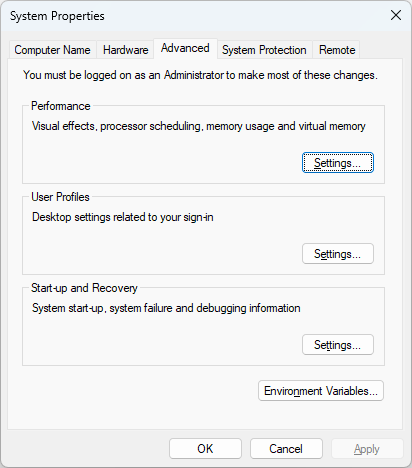 System Properties
Computer Name Hardware Advanced System Protection Remote
You must be logged on as an Administrator to make most of these changes.
Performance
Visual effects, processor scheduling, memory usage and virtual memory
Settings...
User Profiles
Desktop settings related to your sign-in
Settings...
Start-up and Recovery
System start-up, system failure and debugging information
Settings...
Environment Variables...
OK Cancel Apply